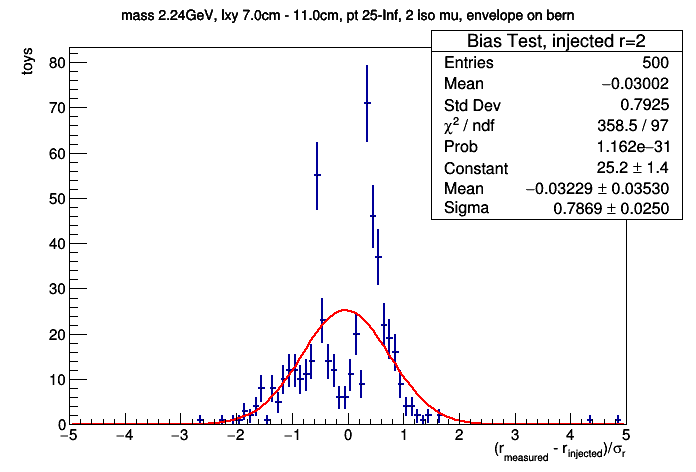 mass 2.24GeV, lxy 7.0cm - 11.0cm, pt 25-Inf, 2 iso mu, envelope on bern
Bias Test, injected r=2
Entries 500
Mean −0.03002
Std Dev 0.7925
χ² / ndf 358.5 / 97
Prob 1.162e−31
Constant 25.2 ± 1.4
Mean −0.03229 ± 0.03530
Sigma 0.7869 ± 0.0250
toys
80
70
60
50
40
30
20
10
0
−5 −4 −3 −2 −1 0 1 2 3 4 5
(r_measured - r_injected)/σ_r